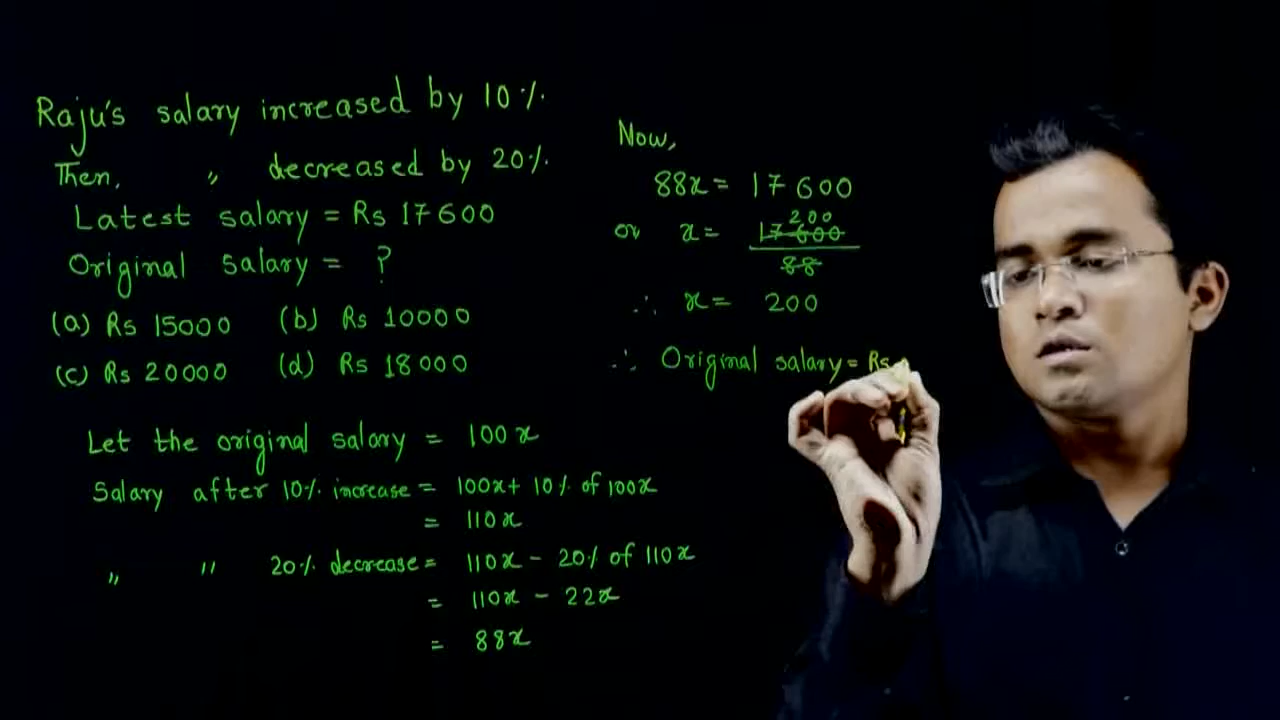 Raju's salary increased by 10%.
Then, " decreased by 20%.
Latest salary = Rs 17600
Original salary = ?
(a) Rs 15000 (b) Rs 10000
(c) Rs 20000 (d) Rs 18000
Let the original salary = 100x
Salary after 10% increase = 100x + 10% of 100x
= 110x
" " 20% decrease = 110x - 20% of 110x
= 110x - 22x
= 88x
Now,
88x = 17600
200
or x = 17600
88
∴ x = 200
∴ Original salary = Rs